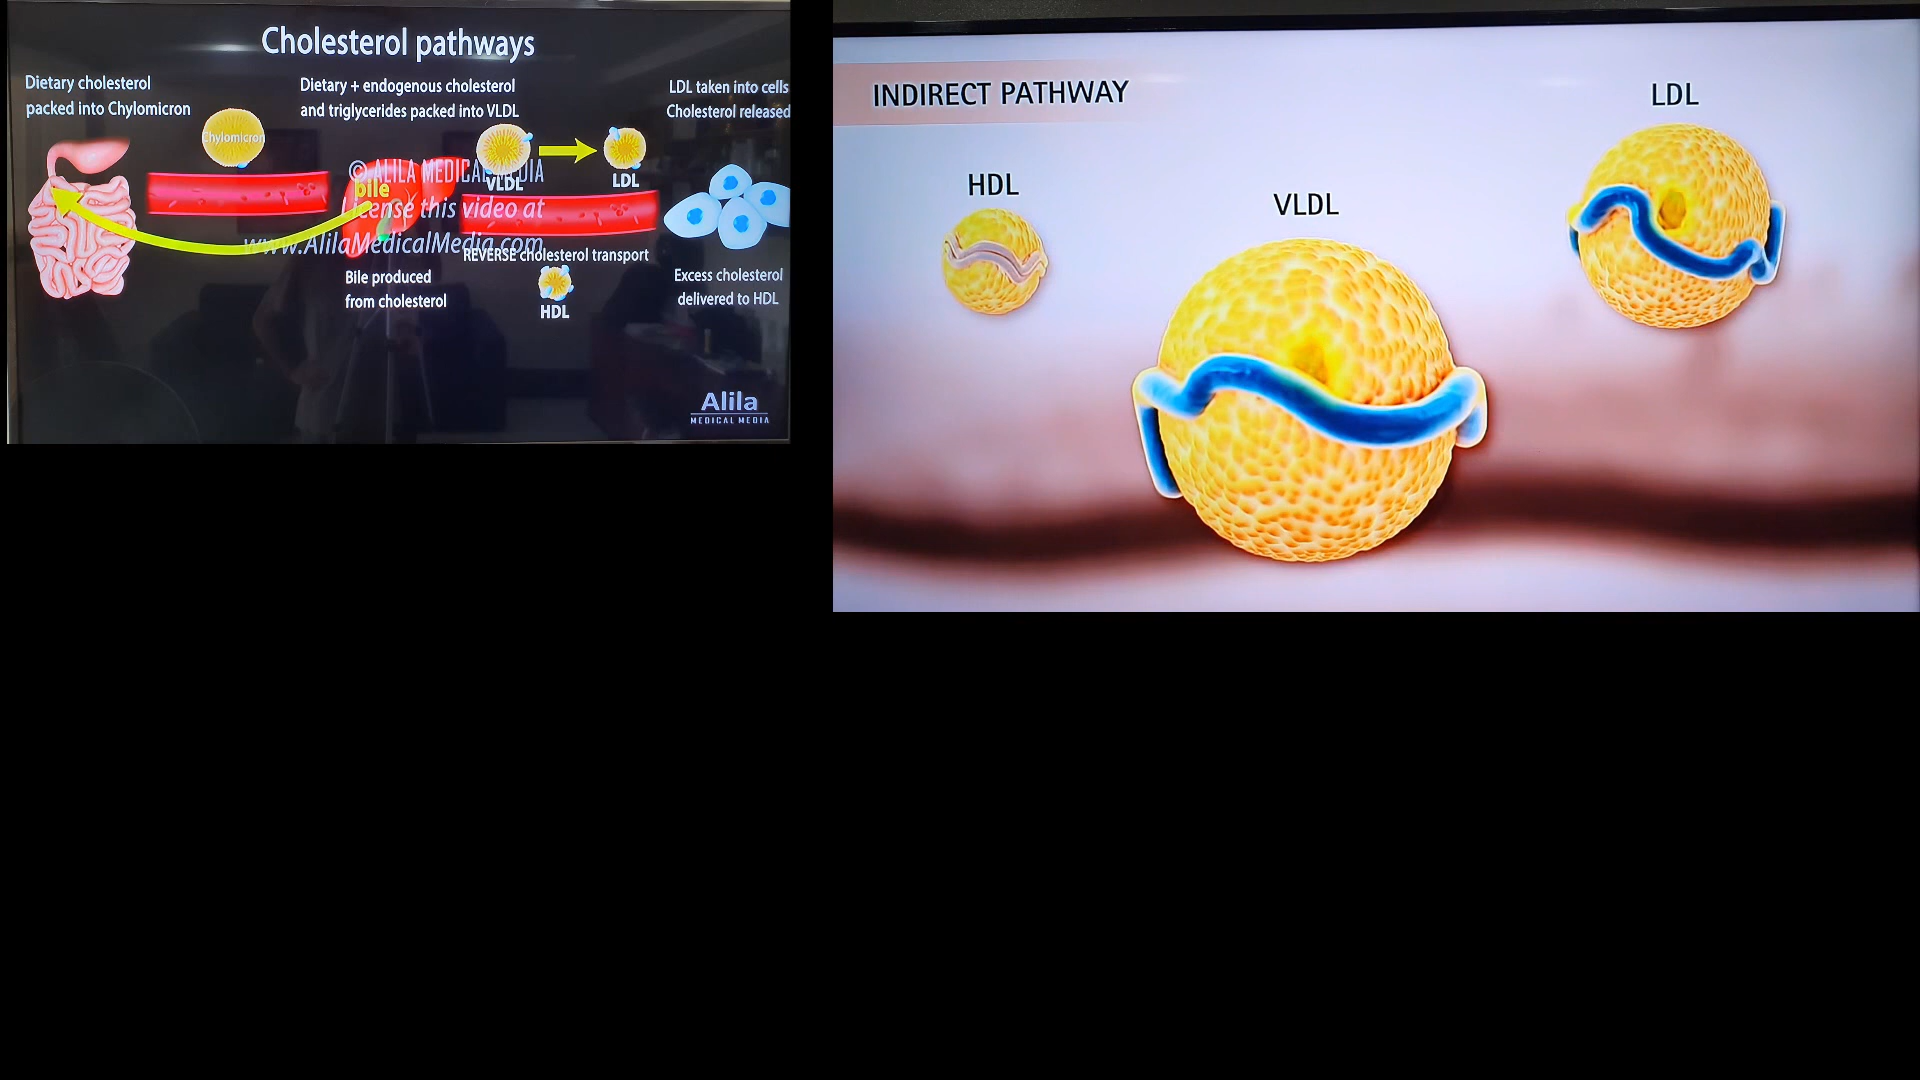 Cholesterol pathways
Dietary cholesterol
packed into Chylomicron
Dietary + endogenous cholesterol
and triglycerides packed into VLDL
LDL taken into cells
Cholesterol released
Chylomicron
VLDL
LDL
bile
© ALILA MEDICAL MEDIA
License this video at
www.AlilaMedicalMedia.com
REVERSE cholesterol transport
HDL
Bile produced
from cholesterol
Excess cholesterol
delivered to HDL
Alila
MEDICAL MEDIA
INDIRECT PATHWAY
HDL
VLDL
LDL